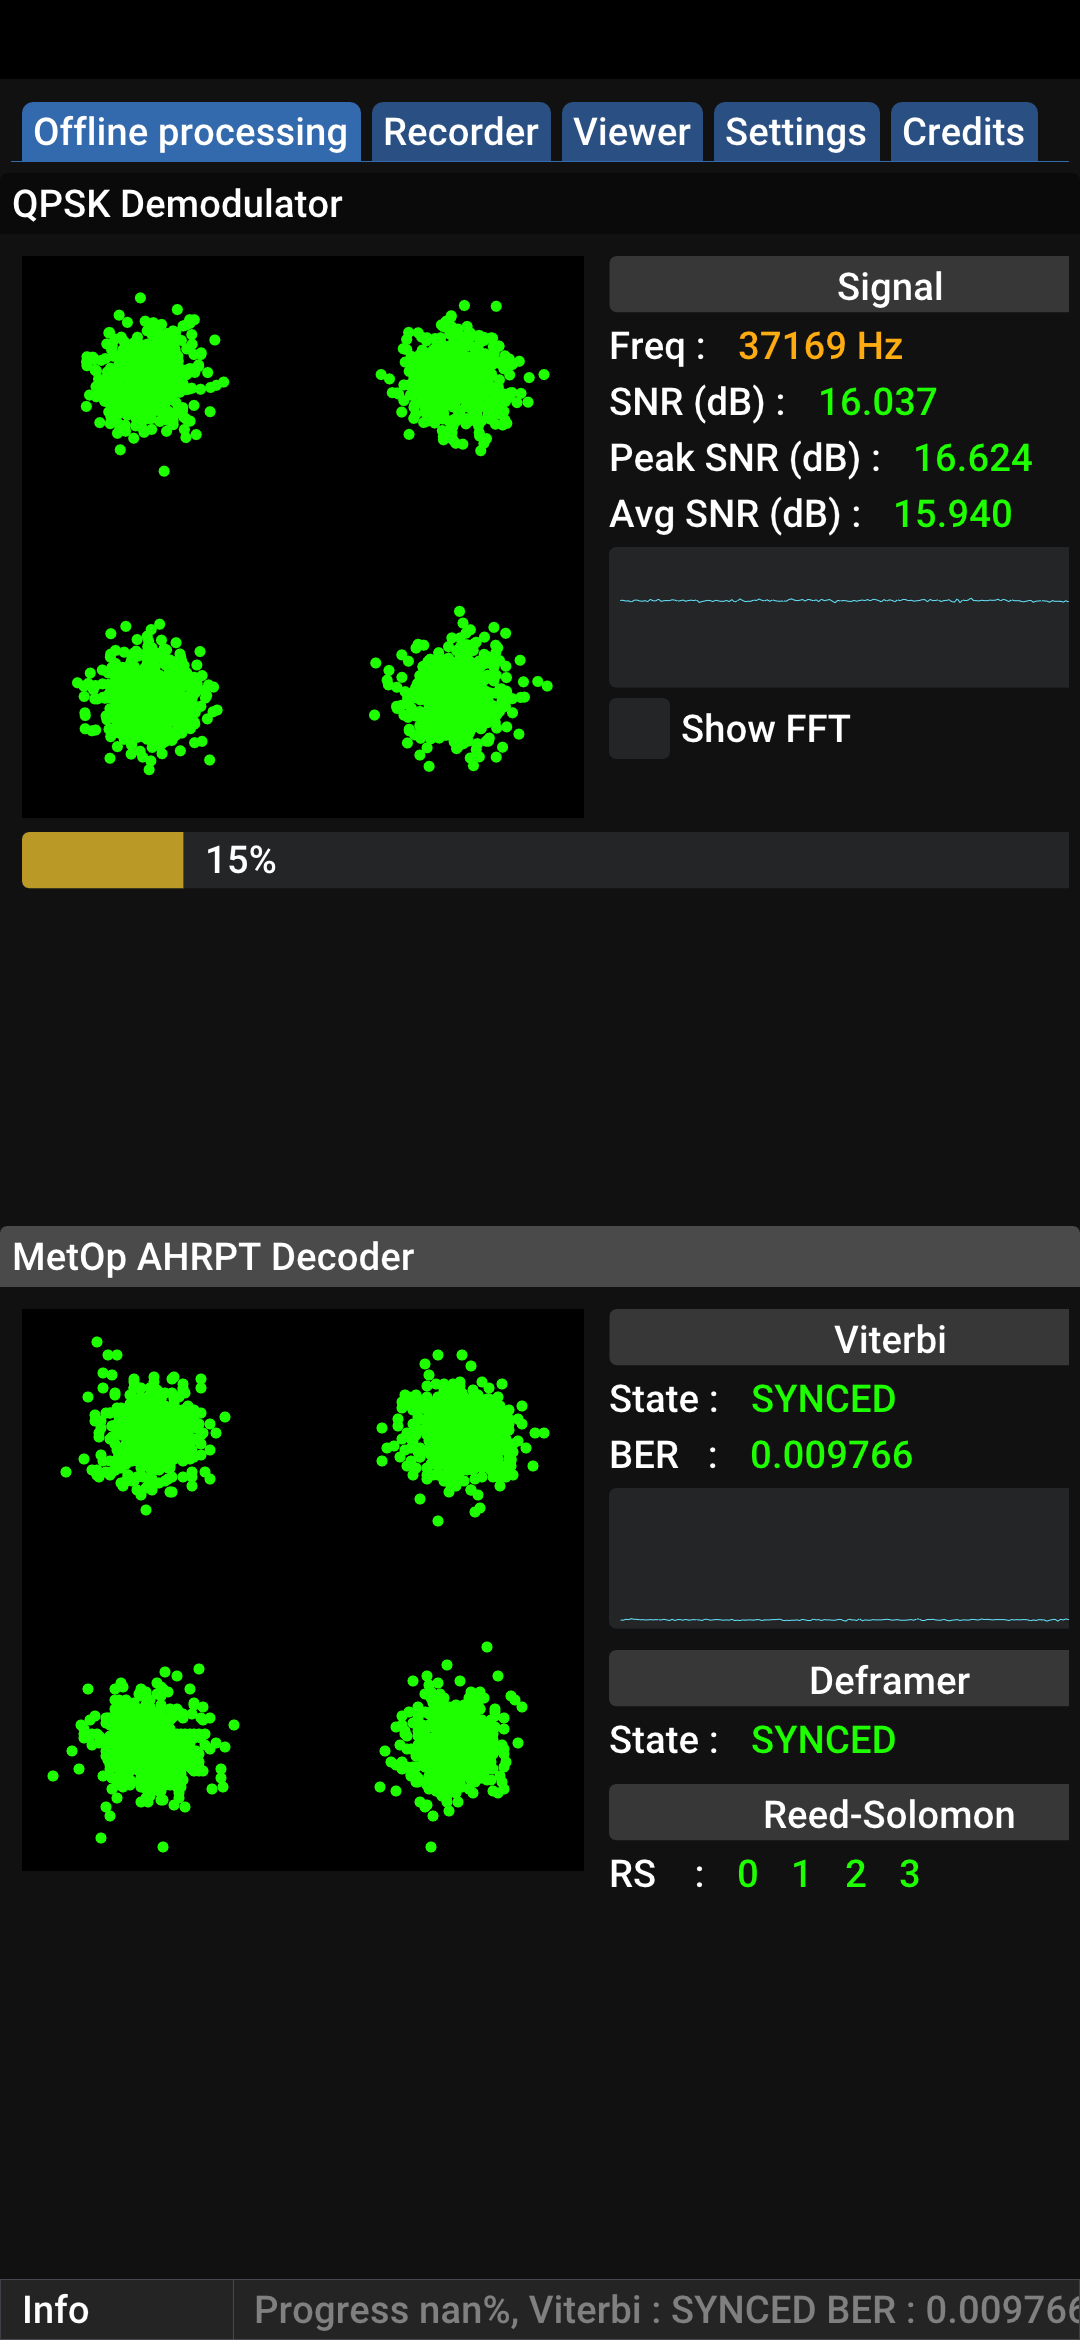 Offline processing Recorder Viewer Settings Credits
QPSK Demodulator
Signal
Freq : 37169 Hz
SNR (dB) : 16.037
Peak SNR (dB) : 16.624
Avg SNR (dB) : 15.940
Show FFT
15%
MetOp AHRPT Decoder
Viterbi
State : SYNCED
BER : 0.009766
Deframer
State : SYNCED
Reed-Solomon
RS : 0 1 2 3
Info Progress nan%, Viterbi : SYNCED BER : 0.009766